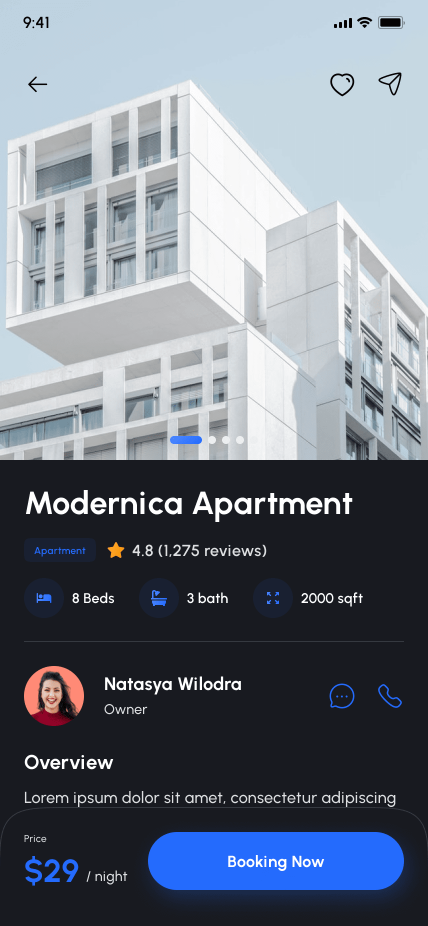 9:41
Modernica Apartment
Apartment
4.8 (1,275 reviews)
8 Beds
3 bath
2000 sqft
Natasya Wilodra
Owner
Overview
Lorem ipsum dolor sit amet, consectetur adipiscing
Price
$29 / night
Booking Now